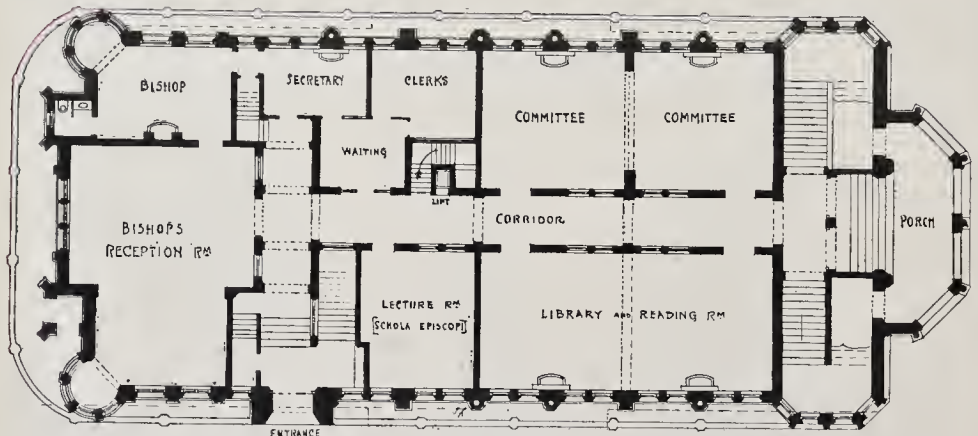 BISHOP
SECRETARY
CLERKS
COMMITTEE
COMMITTEE
WAITING
LIFT
CORRIDOR
PORCH
BISHOPS
RECEPTION RM
LECTURE RM
[SCHOLA EPISCOPI]
LIBRARY AND READING RM
ENTRANCE